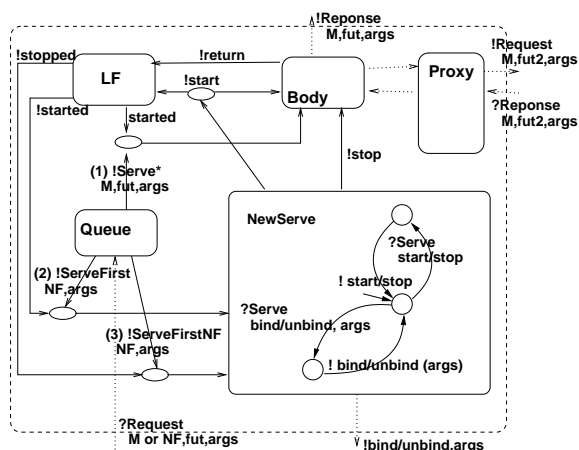 !Reponse
M,fut,args
!stopped
!return
!Request
M,fut2,args
LF
!start
Body
Proxy
?Reponse
M,fut2,args
!started
started
(1) !Serve*
M,fut,args
!stop
NewServe
Queue
?Serve
start/stop
(2) !ServeFirst
NF,args
! start/stop
?Serve
bind/unbind, args
(3) !ServeFirstNF
NF,args
! bind/unbind (args)
?Request
M or NF,fut,args
!bind/unbind,args